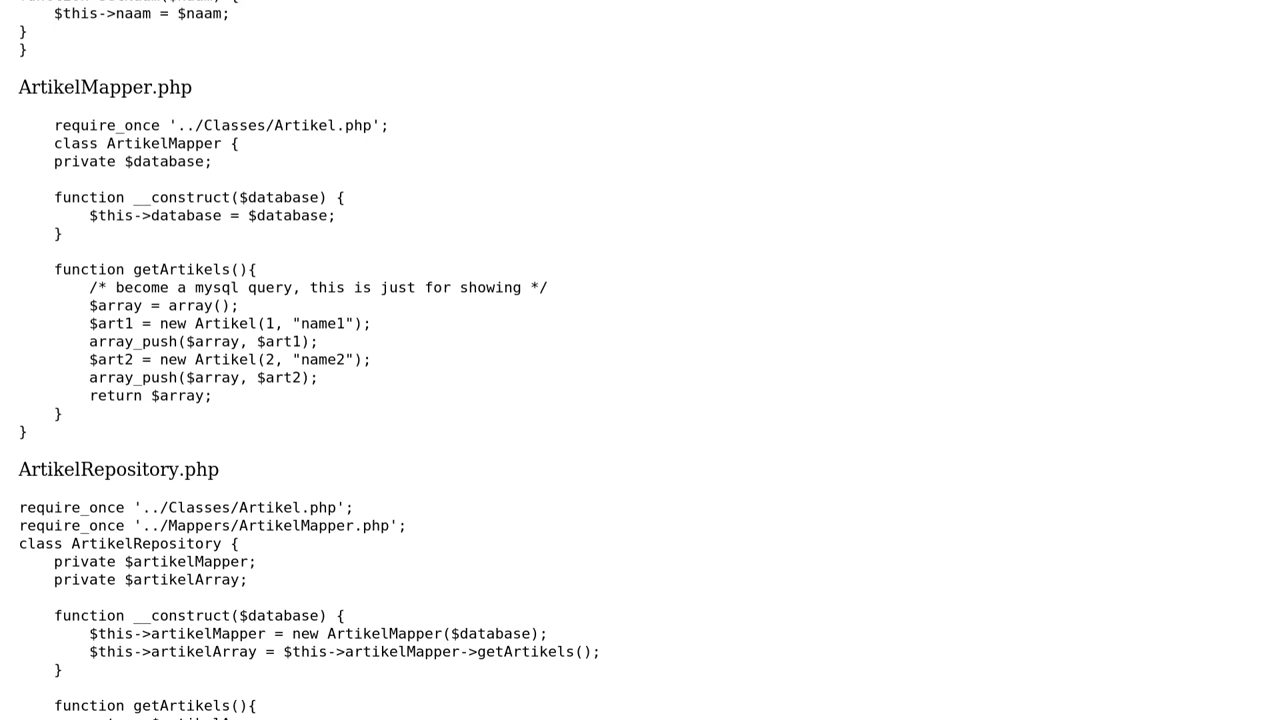 $this->naam = $naam;
}
}
ArtikelMapper.php
    require_once '../Classes/Artikel.php';
    class ArtikelMapper {
    private $database;

    function __construct($database) {
        $this->database = $database;
    }

    function getArtikels(){
        /* become a mysql query, this is just for showing */
        $array = array();
        $art1 = new Artikel(1, "name1");
        array_push($array, $art1);
        $art2 = new Artikel(2, "name2");
        array_push($array, $art2);
        return $array;
    }
}
ArtikelRepository.php
require_once '../Classes/Artikel.php';
require_once '../Mappers/ArtikelMapper.php';
class ArtikelRepository {
    private $artikelMapper;
    private $artikelArray;

    function __construct($database) {
        $this->artikelMapper = new ArtikelMapper($database);
        $this->artikelArray = $this->artikelMapper->getArtikels();
    }

    function getArtikels(){